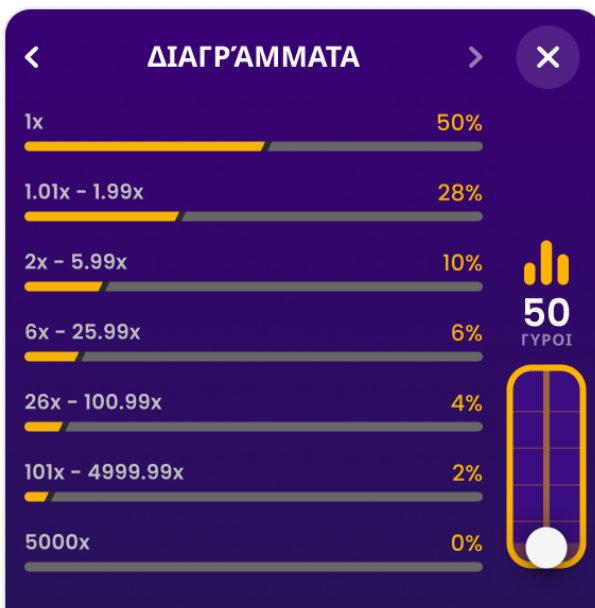 ΔΙΑΓΡΆΜΜΑΤΑ
1x
50%
1.01x - 1.99x
28%
2x - 5.99x
10%
6x - 25.99x
6%
26x - 100.99x
4%
101x - 4999.99x
2%
5000x
0%
50
ΓΥΡΟΙ